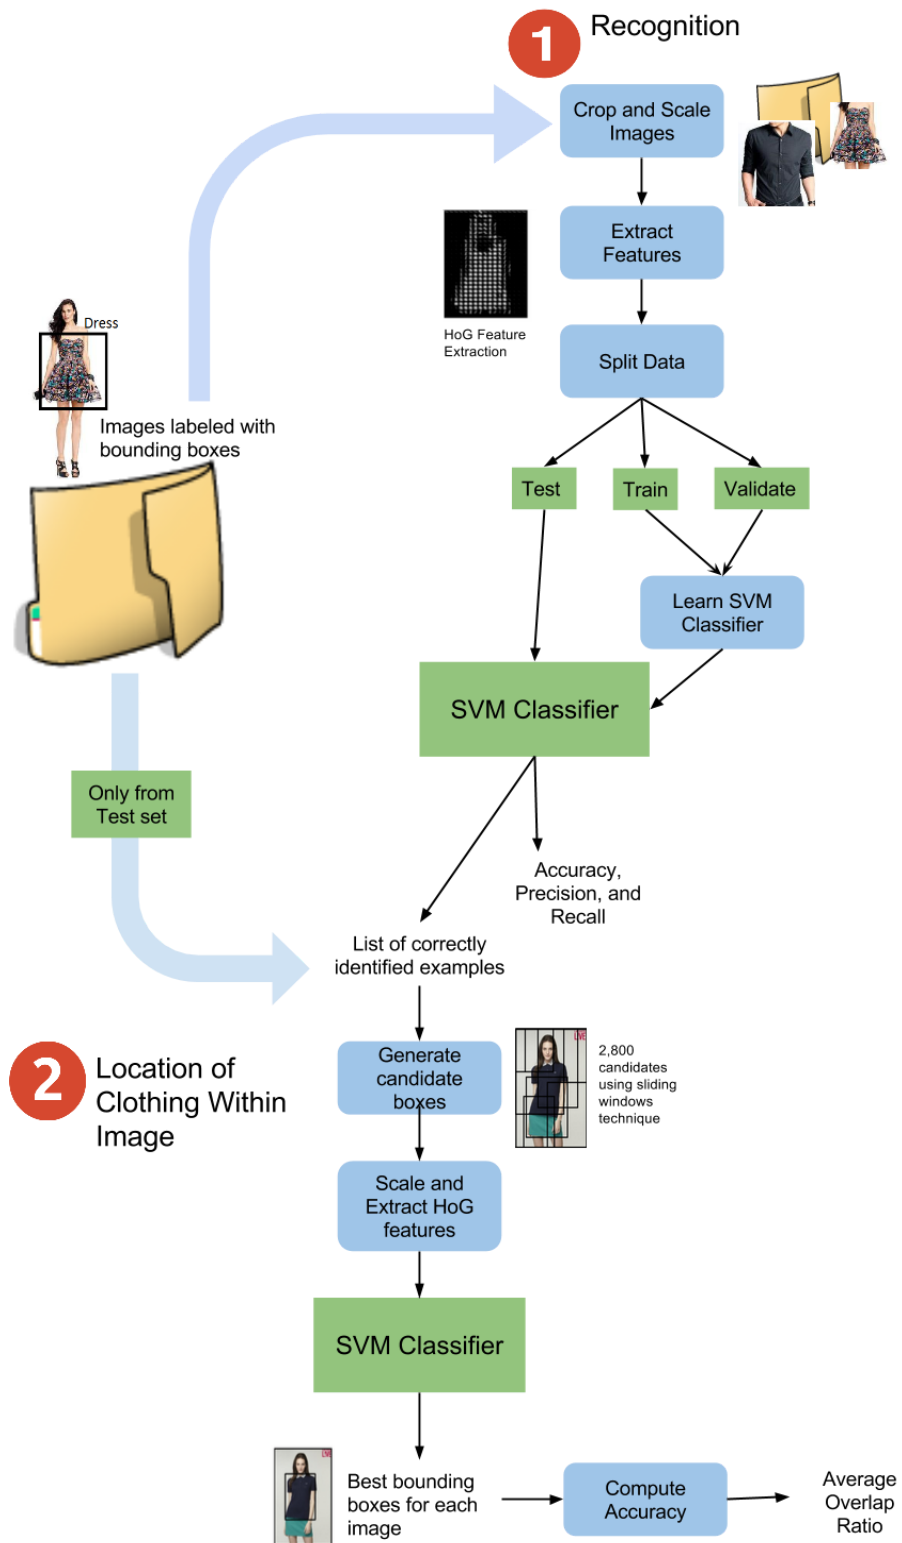 1
Recognition
Crop and Scale
Images
Extract
Features
HoG Feature
Extraction
Split Data
Dress
Images labeled with
bounding boxes
Test
Train
Validate
Learn SVM
Classifier
SVM Classifier
Only from
Test set
Accuracy,
Precision, and
Recall
List of correctly
identified examples
2
Location of
Clothing Within
Image
Generate
candidate
boxes
LIVE
2,800
candidates
using sliding
windows
technique
Scale and
Extract HoG
features
SVM Classifier
LIVE
Best bounding
boxes for each
image
Compute
Accuracy
Average
Overlap
Ratio